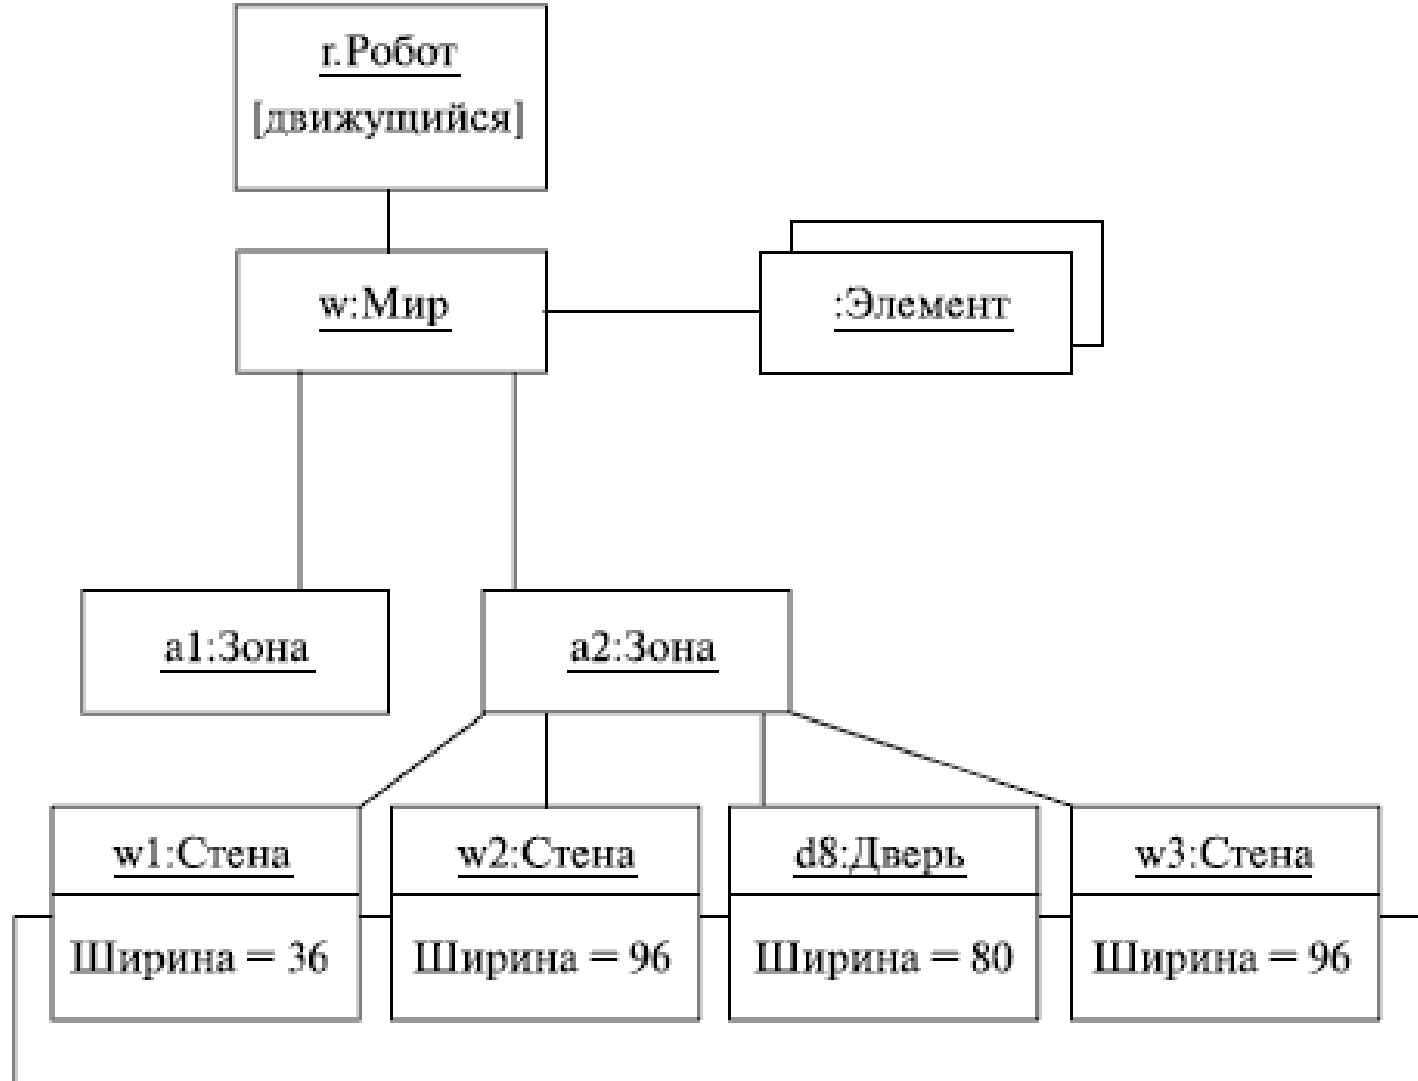 r.Робот
[движущийся]
w:Мир
:Элемент
a1:Зона
a2:Зона
w1:Стена
w2:Стена
d8:Дверь
w3:Стена
Ширина = 36
Ширина = 96
Ширина = 80
Ширина = 96